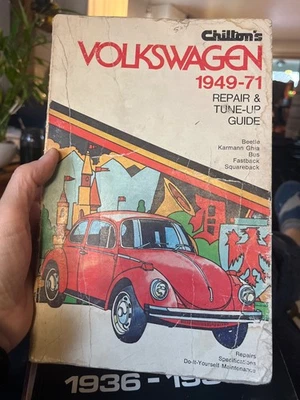 Chilton's
VOLKSWAGEN
1949-71
REPAIR &
TUNE-UP
GUIDE
Beetle
Karmann Ghia
Bus
Fastback
Squareback
Repairs
Specifications
Do-It-Yourself Maintenance
1936 - 19